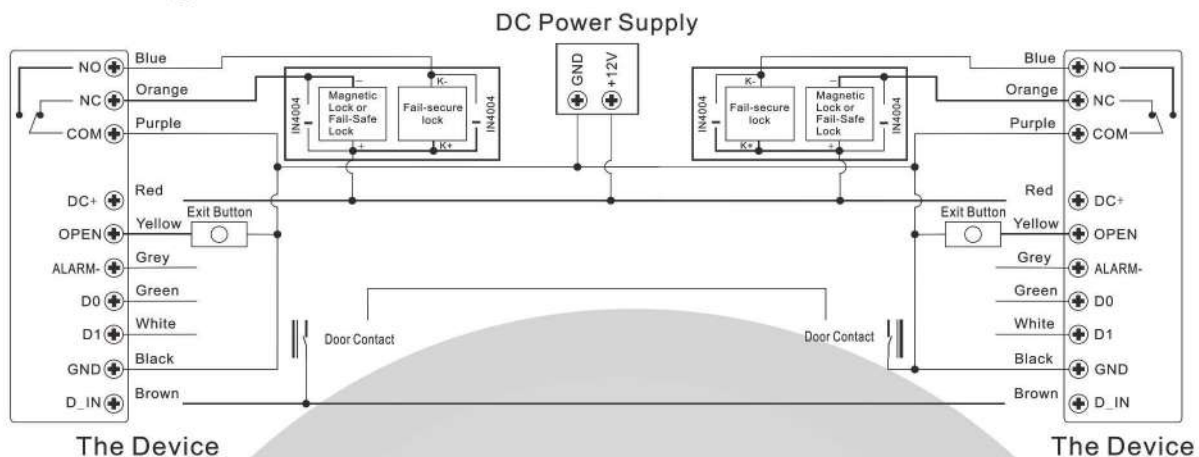 DC Power Supply
GND
+12V
NO
Blue
NC
Orange
COM
Purple
DC+
Red
OPEN
Yellow
Exit Button
ALARM-
Grey
D0
Green
D1
White
GND
Black
D_IN
Brown
The Device
IN4004
−
Magnetic
Lock or
Fail-Safe
Lock
+
K-
Fail-secure
lock
K+
IN4004
Door Contact
IN4004
K-
Fail-secure
lock
K+
−
Magnetic
Lock or
Fail-Safe
Lock
+
IN4004
Door Contact
Blue
NO
Orange
NC
Purple
COM
Red
DC+
Exit Button
Yellow
OPEN
Grey
ALARM-
Green
D0
White
D1
Black
GND
Brown
D_IN
The Device